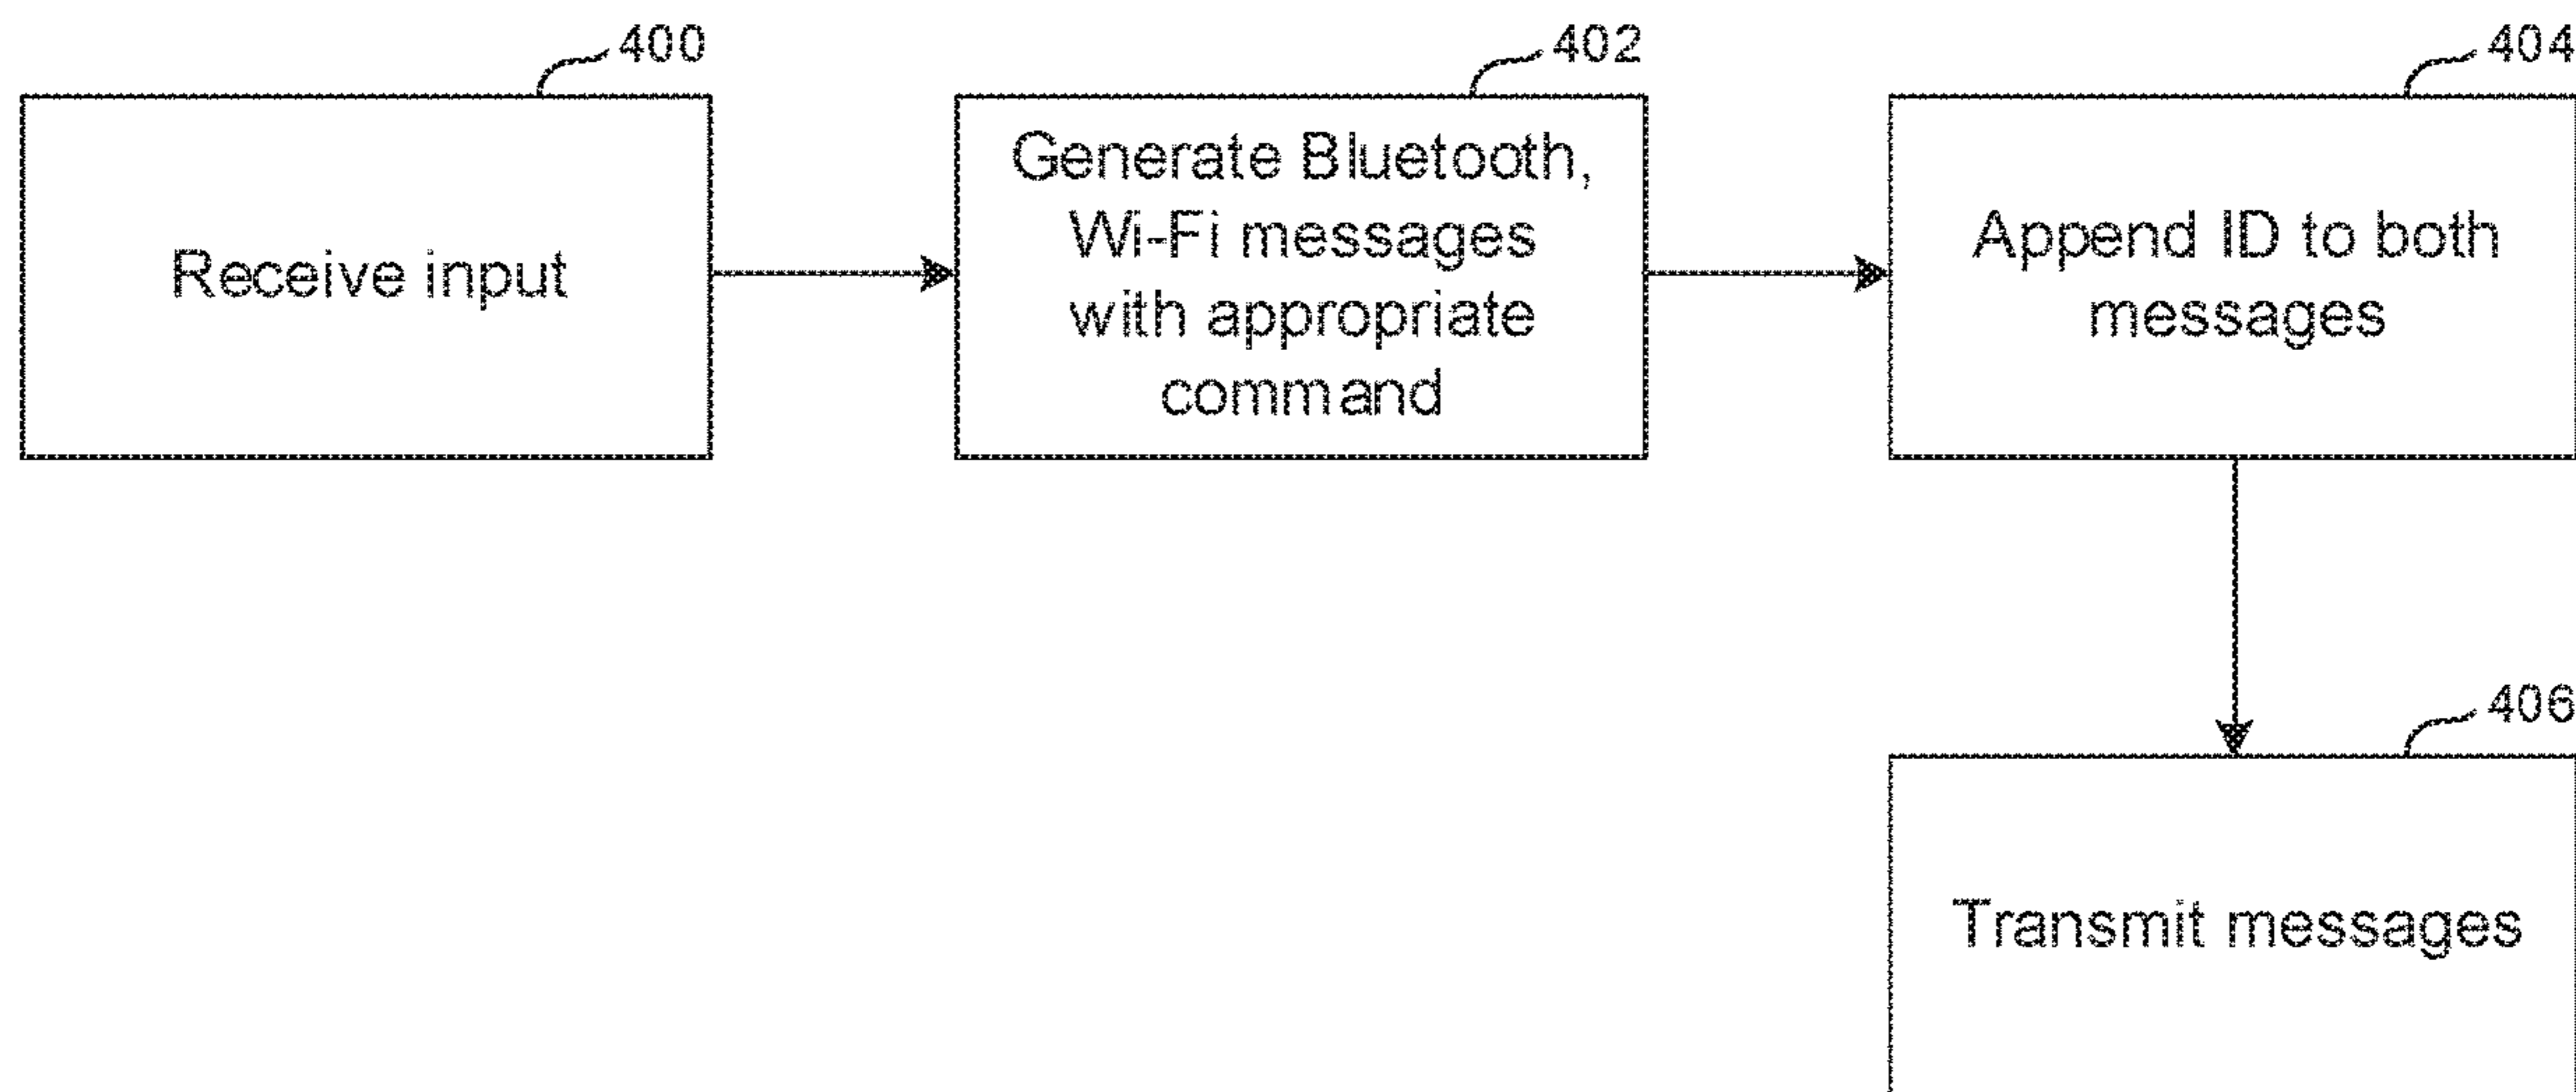 400
Receive input
402
Generate Bluetooth,
Wi-Fi messages
with appropriate
command
404
Append ID to both
messages
406
Transmit messages